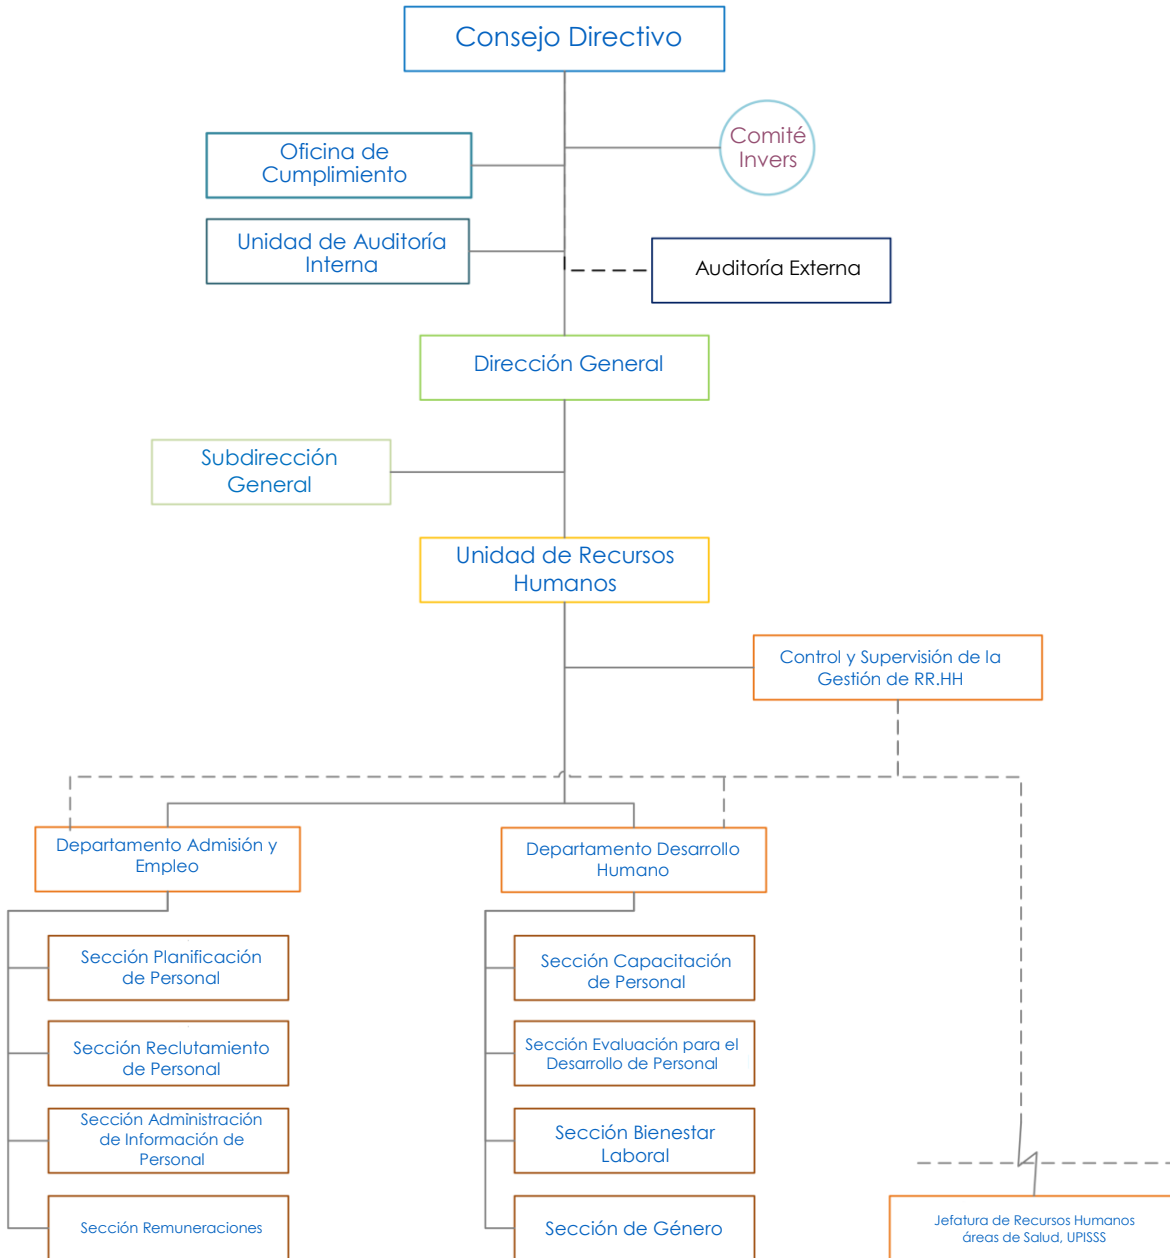 Consejo Directivo
Comité
Invers
Oficina de
Cumplimiento
Unidad de Auditoría
Interna
Auditoría Externa
Dirección General
Subdirección
General
Unidad de Recursos
Humanos
Control y Supervisión de la
Gestión de RR.HH
Departamento Admisión y
Empleo
Departamento Desarrollo
Humano
Sección Planificación
de Personal
Sección Reclutamiento
de Personal
Sección Administración
de Información de
Personal
Sección Remuneraciones
Sección Capacitación
de Personal
Sección Evaluación para el
Desarrollo de Personal
Sección Bienestar
Laboral
Sección de Género
Jefatura de Recursos Humanos
áreas de Salud, UPISSS